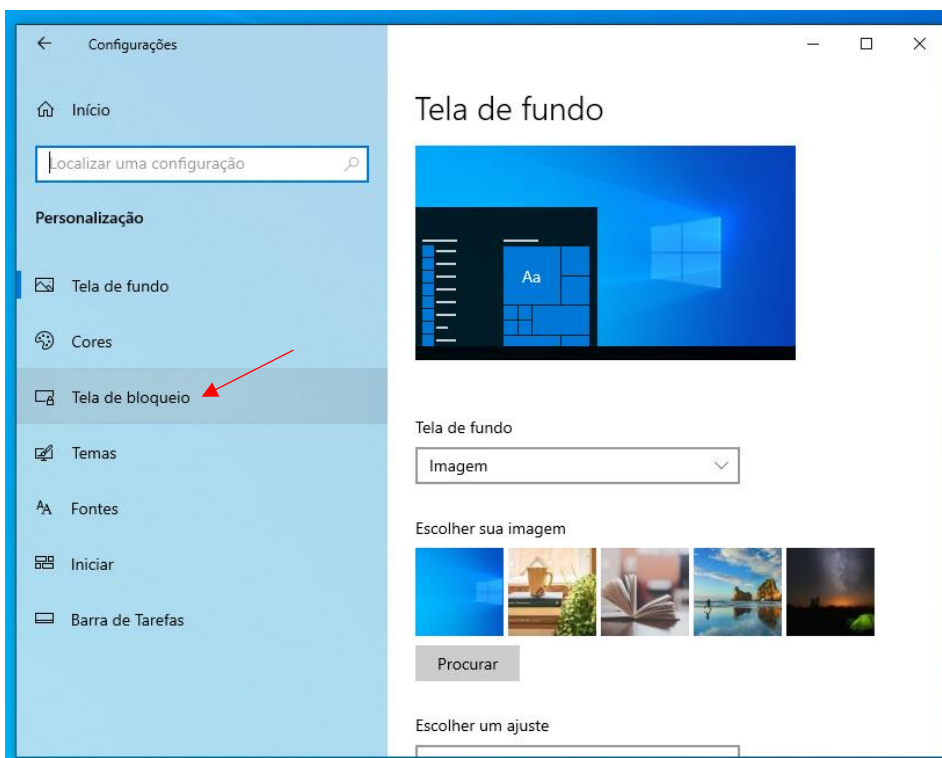 Configurações
Início
Localizar uma configuração
Personalização
Tela de fundo
Cores
Tela de bloqueio
Temas
Fontes
Iniciar
Barra de Tarefas
Tela de fundo
Aa
Tela de fundo
Imagem
Escolher sua imagem
Procurar
Escolher um ajuste